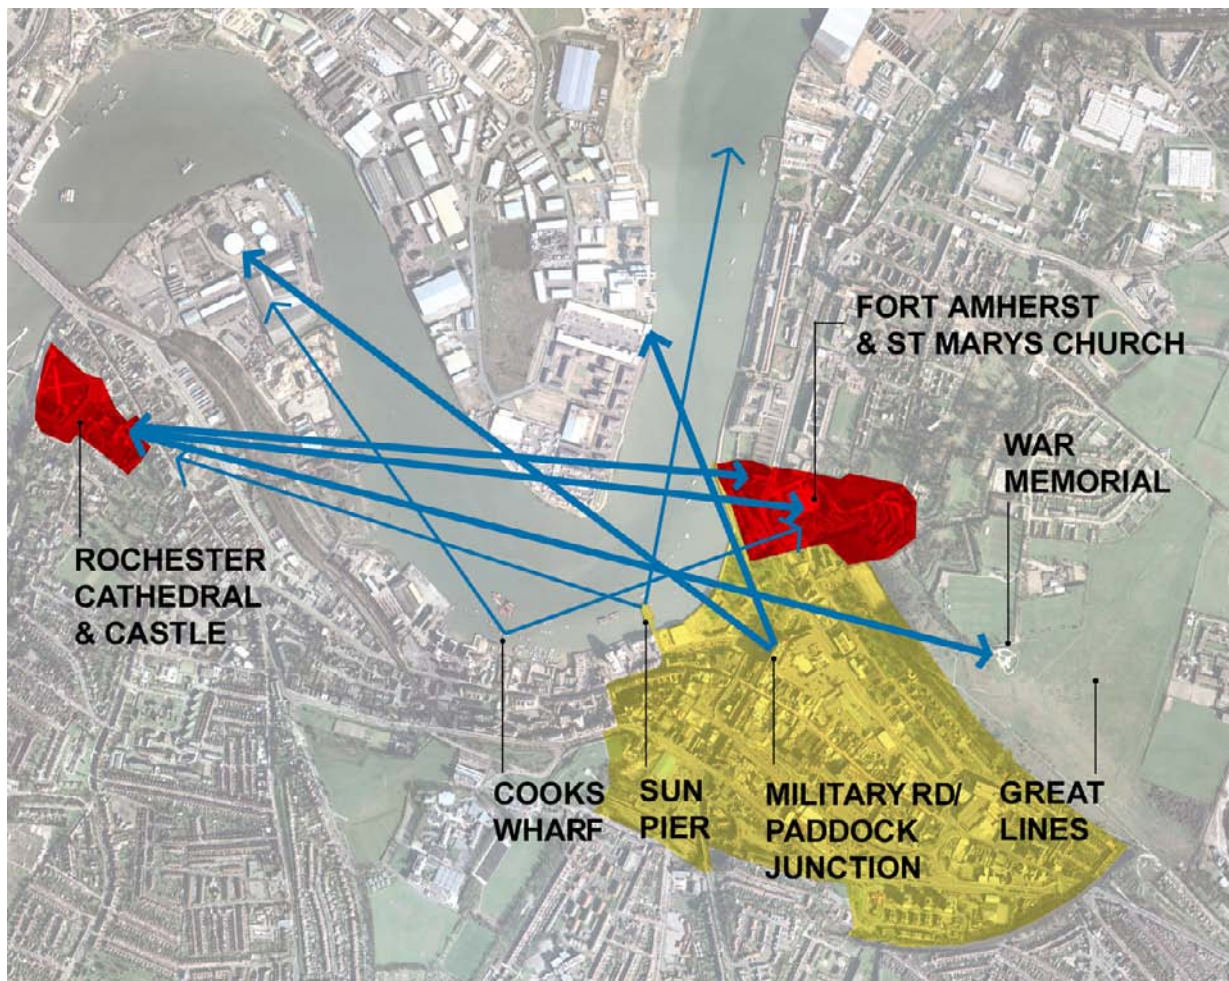 FORT AMHERST
& ST MARYS CHURCH
WAR
MEMORIAL
ROCHESTER
CATHEDRAL
& CASTLE
COOKS
WHARF
SUN
PIER
MILITARY RD/
PADDOCK
JUNCTION
GREAT
LINES